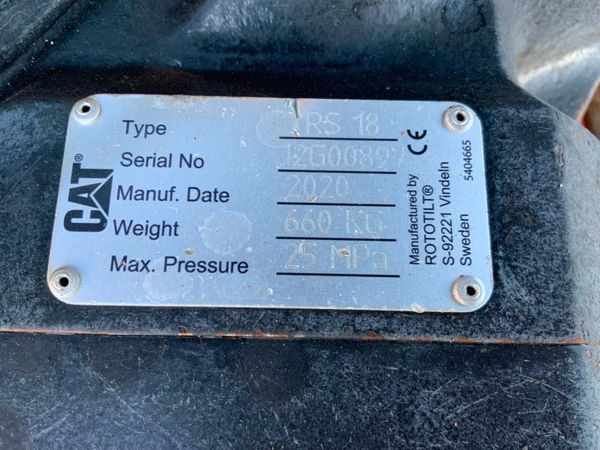 CAT®
Type RS 18
Serial No J2G00897
Manuf. Date 2020
Weight 660 KG
Max. Pressure 25 MPa
Manufactured by
ROTOTILT®
S-92221 Vindeln
Sweden
CE
5404665